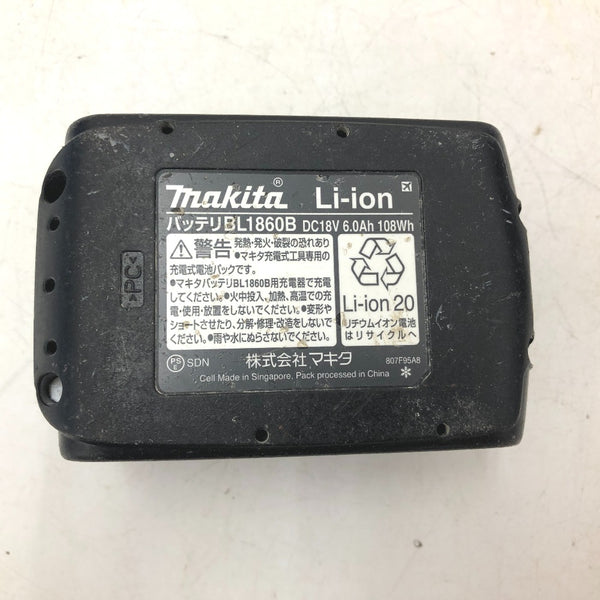 makita® Li-ion
バッテリBL1860B DC18V 6.0Ah 108Wh
警告 発熱・発火・破裂の恐れあり
●マキタ充電式工具専用の
充電式電池パックです。
●マキタバッテリBL1860B用充電器で充電
してください。●火中投入、加熱、高温での充
電・使用・放置をしないでください。●変形や
ショートさせたり、分解・修理・改造をしないで
ください。●雨や水にぬらさないでください。
Li-ion 20
リチウムイオン電池
はリサイクルへ
PS E SDN 株式会社マキタ 807F95A8
Cell Made in Singapore, Pack processed in China *
>PC<